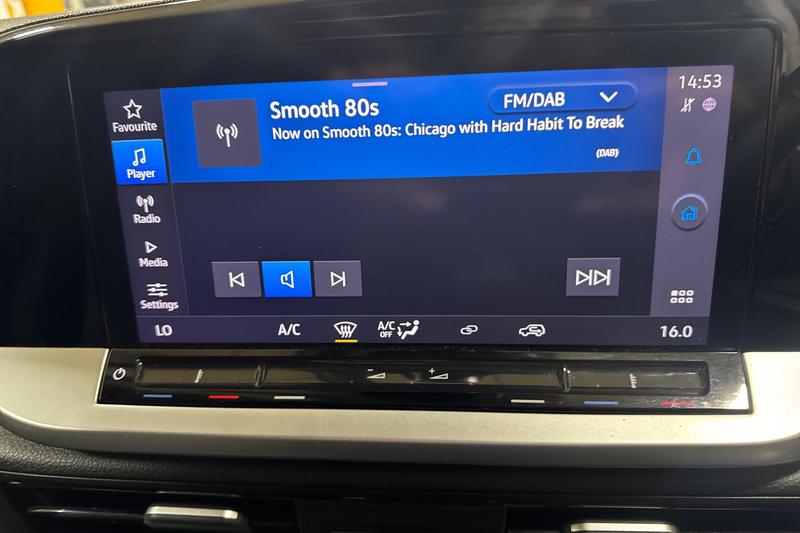 14:53
Favourite
Player
Radio
Media
Settings
Smooth 80s
FM/DAB
Now on Smooth 80s: Chicago with Hard Habit To Break
(DAB)
LO
A/C
A/C
OFF
16.0
- +